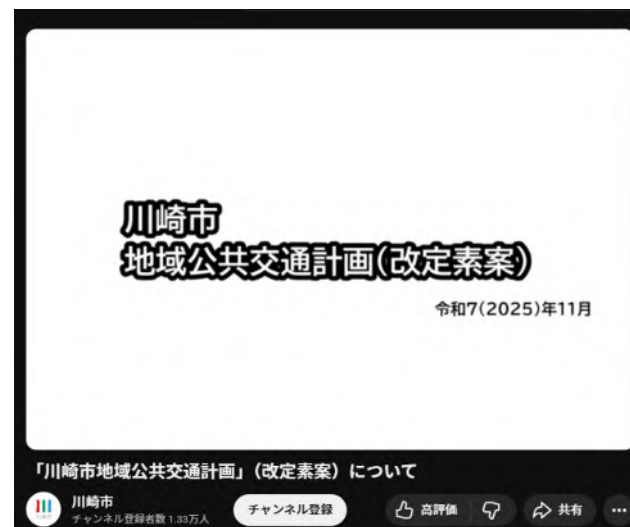 川崎市
地域公共交通計画(改定素案)
令和7(2025)年11月
「川崎市地域公共交通計画」（改定素案）について
川崎市
チャンネル登録者数 1.33万人
チャンネル登録
高評価
共有